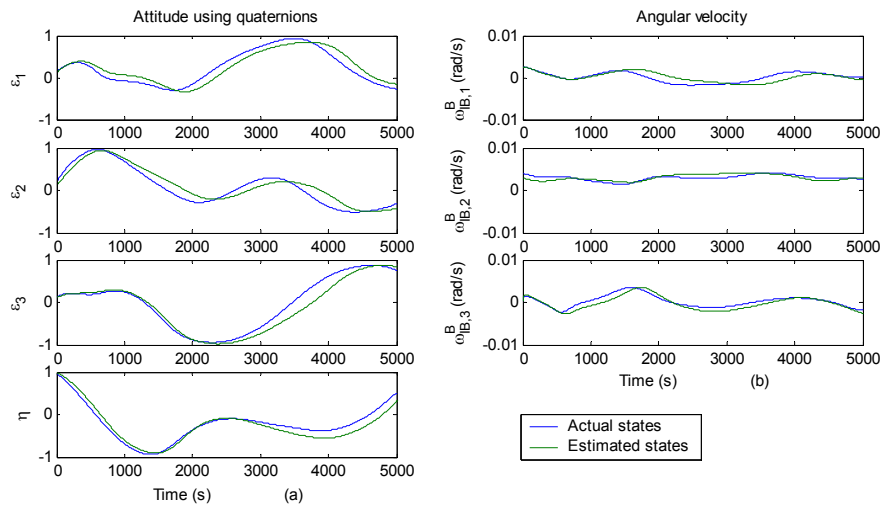 Attitude using quaternions
1
ε1
-1
0 1000 2000 3000 4000 5000
1
ε2
0
-1
0 1000 2000 3000 4000 5000
1
ε3
0
-1
0 1000 2000 3000 4000 5000
1
η
0
-1
0 1000 2000 3000 4000 5000
Time (s) (a)
Angular velocity
0.01
ω^B_IB,1 (rad/s)
0
-0.01
0 1000 2000 3000 4000 5000
0.01
ω^B_IB,2 (rad/s)
0
0.01
0 1000 2000 3000 4000 5000
0.01
ω^B_IB,3 (rad/s)
0
0.01
0 1000 2000 3000 4000 5000
Time (s) (b)
Actual states
Estimated states